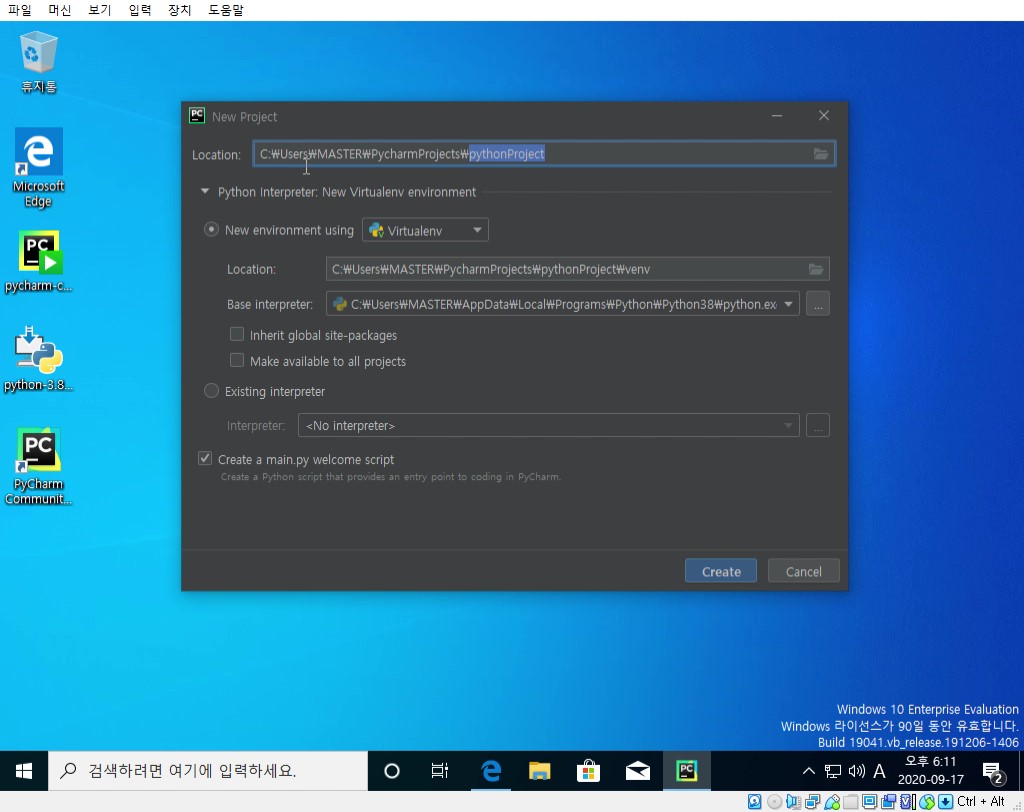 파일 머신 보기 입력 장치 도움말
휴지통
Microsoft
Edge
pycharm-c...
python-3.8...
PyCharm
Communit...
New Project
Location: C:₩Users₩MASTER₩PycharmProjects₩pythonProject
Python Interpreter: New Virtualenv environment
New environment using Virtualenv
Location: C:₩Users₩MASTER₩PycharmProjects₩pythonProject₩venv
Base interpreter: C:₩Users₩MASTER₩AppData₩Local₩Programs₩Python₩Python38₩python.ex ...
Inherit global site-packages
Make available to all projects
Existing interpreter
Interpreter: <No interpreter> ...
Create a main.py welcome script
Create a Python script that provides an entry point to coding in PyCharm.
Create Cancel
Windows 10 Enterprise Evaluation
Windows 라이선스가 90일 동안 유효합니다.
Build 19041.vb_release.191206-1406
검색하려면 여기에 입력하세요.
A
오후 6:11
2020-09-17
2
Ctrl + Alt